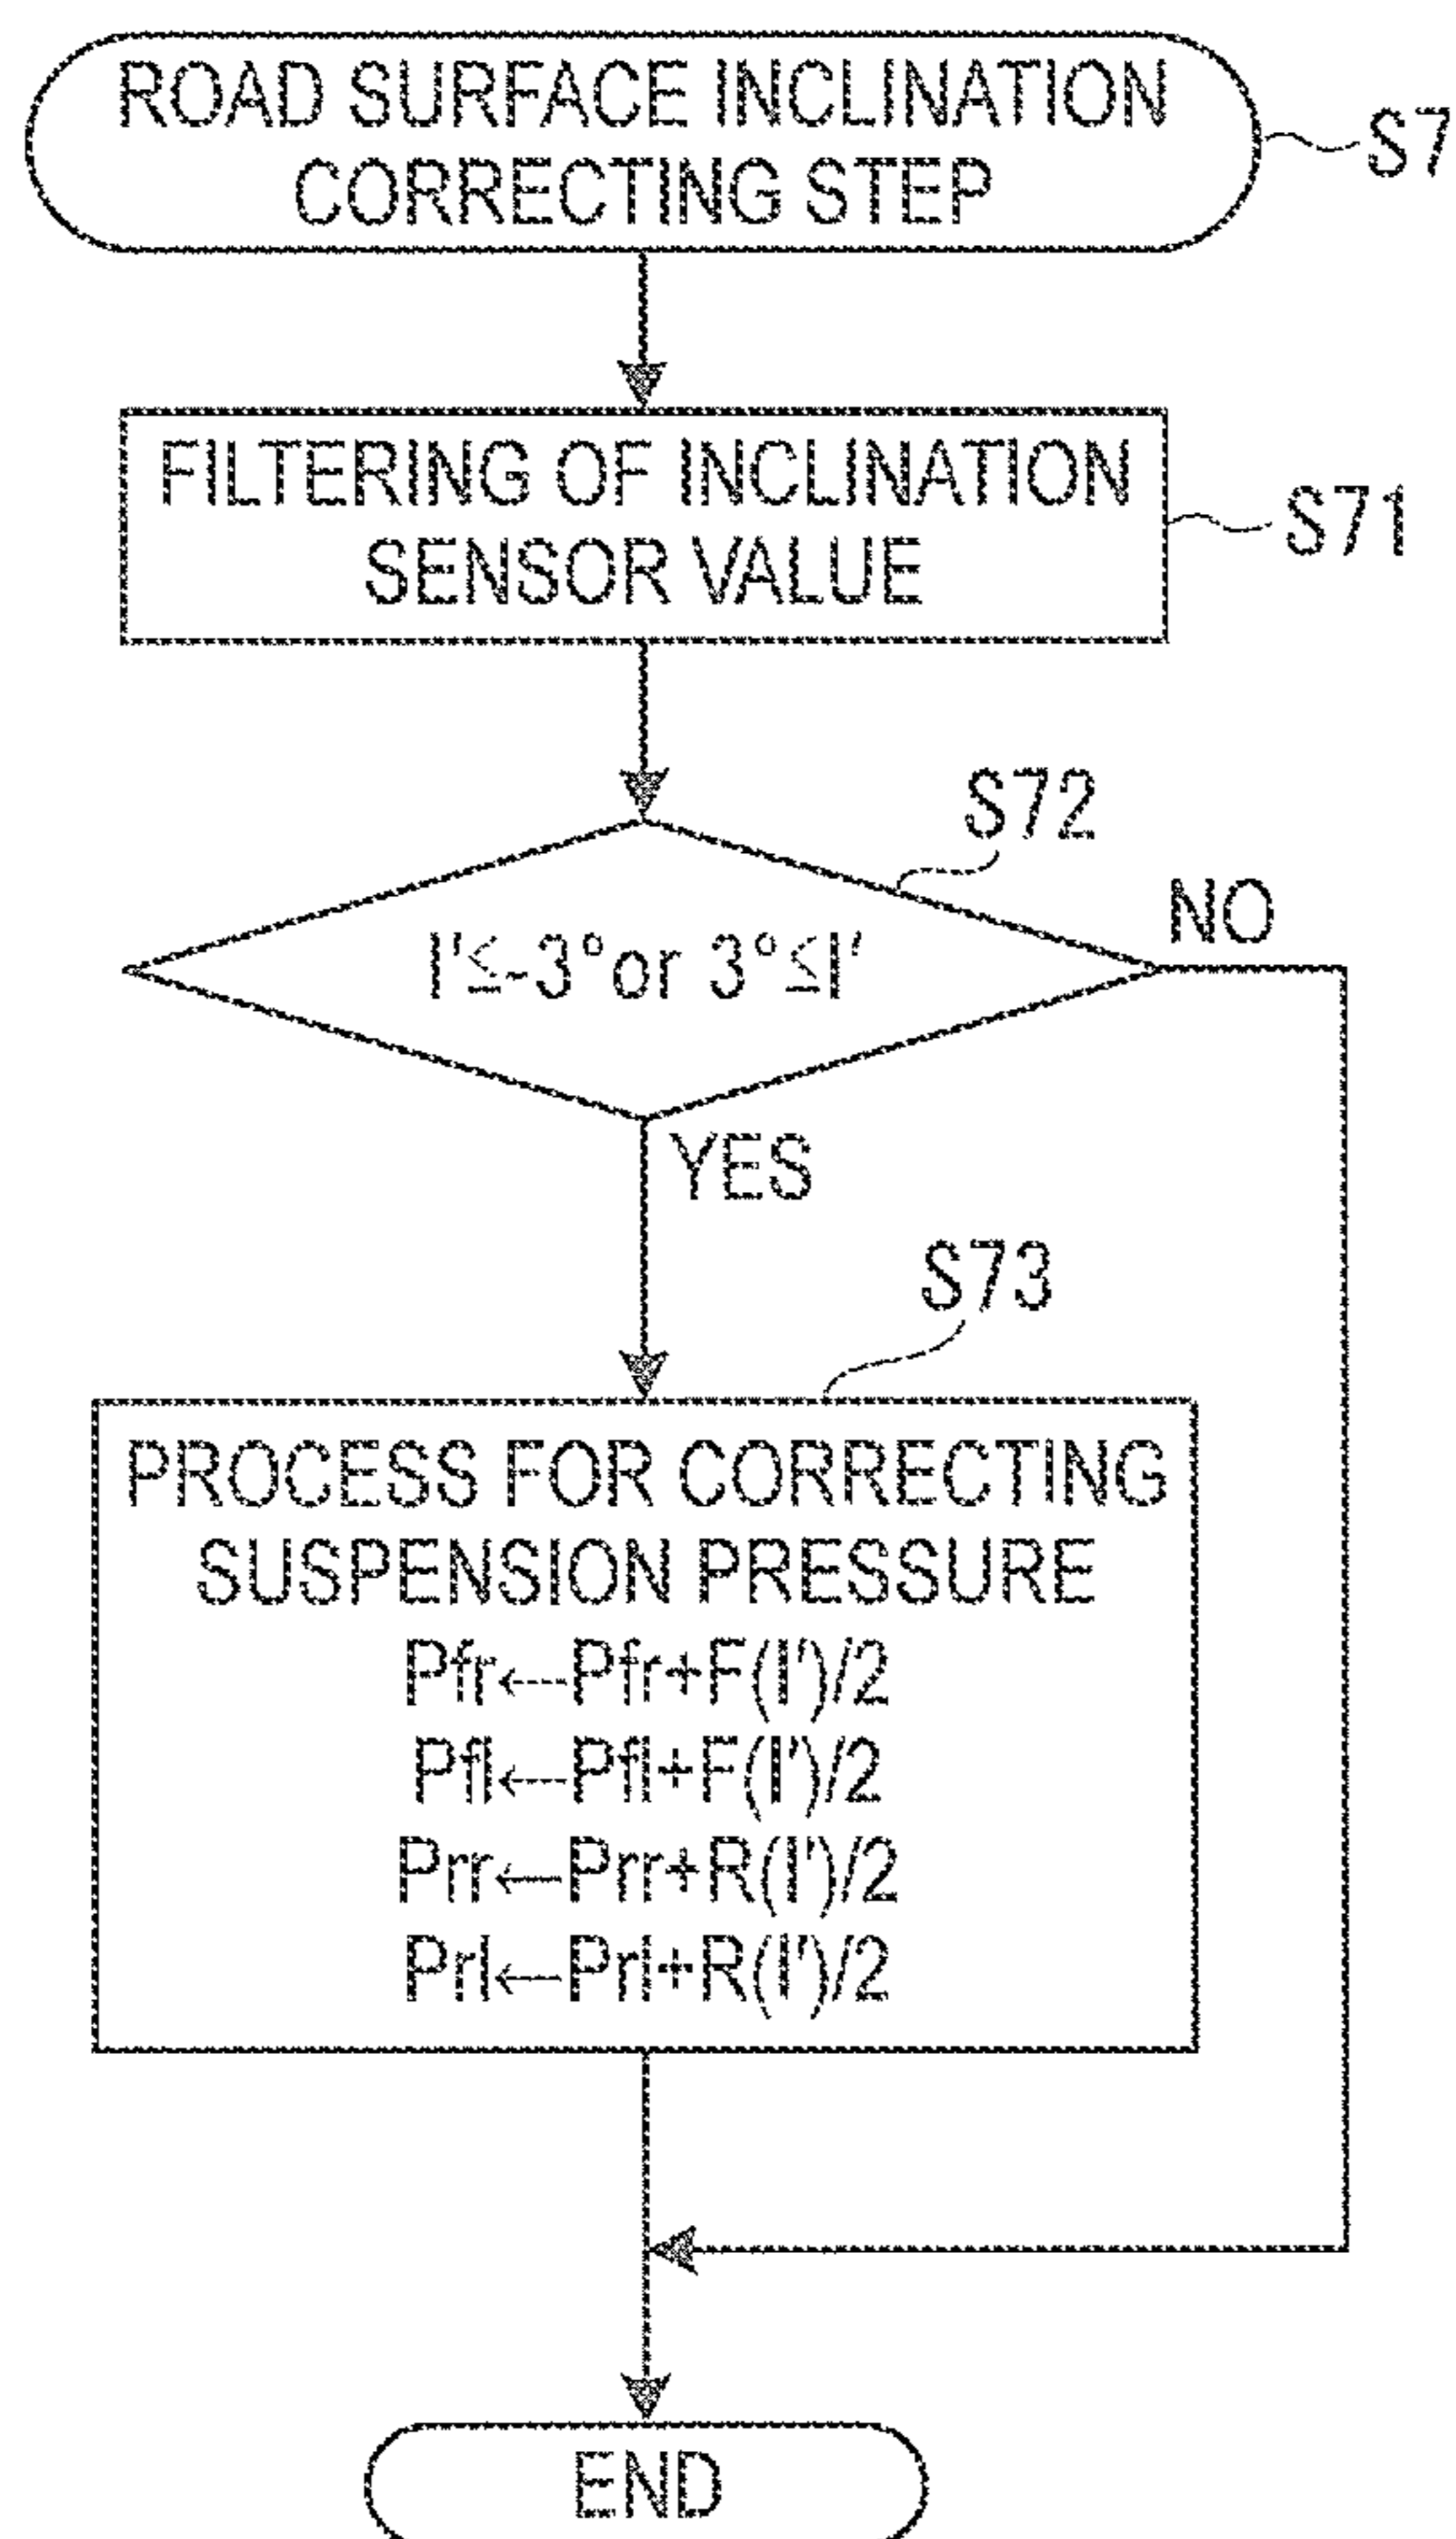 ROAD SURFACE INCLINATION
CORRECTING STEP
S7
FILTERING OF INCLINATION
SENSOR VALUE
S71
S72
I'≤-3°or 3°≤I'
NO
YES
S73
PROCESS FOR CORRECTING
SUSPENSION PRESSURE
Pfr←Pfr+F(I')/2
Pfl←Pfl+F(I')/2
Prr←Prr+R(I')/2
Prl←Prl+R(I')/2
END